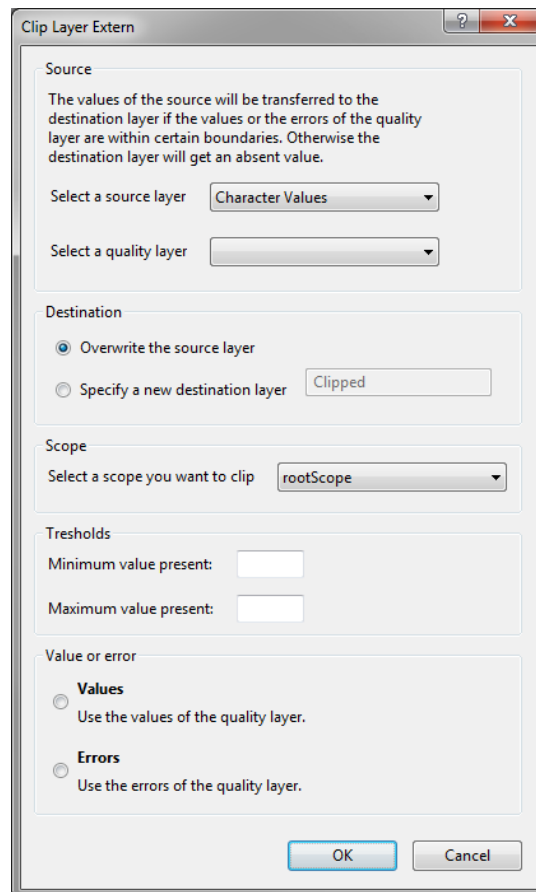 Clip Layer Extern
?
Source
The values of the source will be transferred to the
destination layer if the values or the errors of the quality
layer are within certain boundaries. Otherwise the
destination layer will get an absent value.
Select a source layer Character Values
Select a quality layer
Destination
Overwrite the source layer
Specify a new destination layer Clipped
Scope
Select a scope you want to clip rootScope
Tresholds
Minimum value present:
Maximum value present:
Value or error
Values
Use the values of the quality layer.
Errors
Use the errors of the quality layer.
OK Cancel